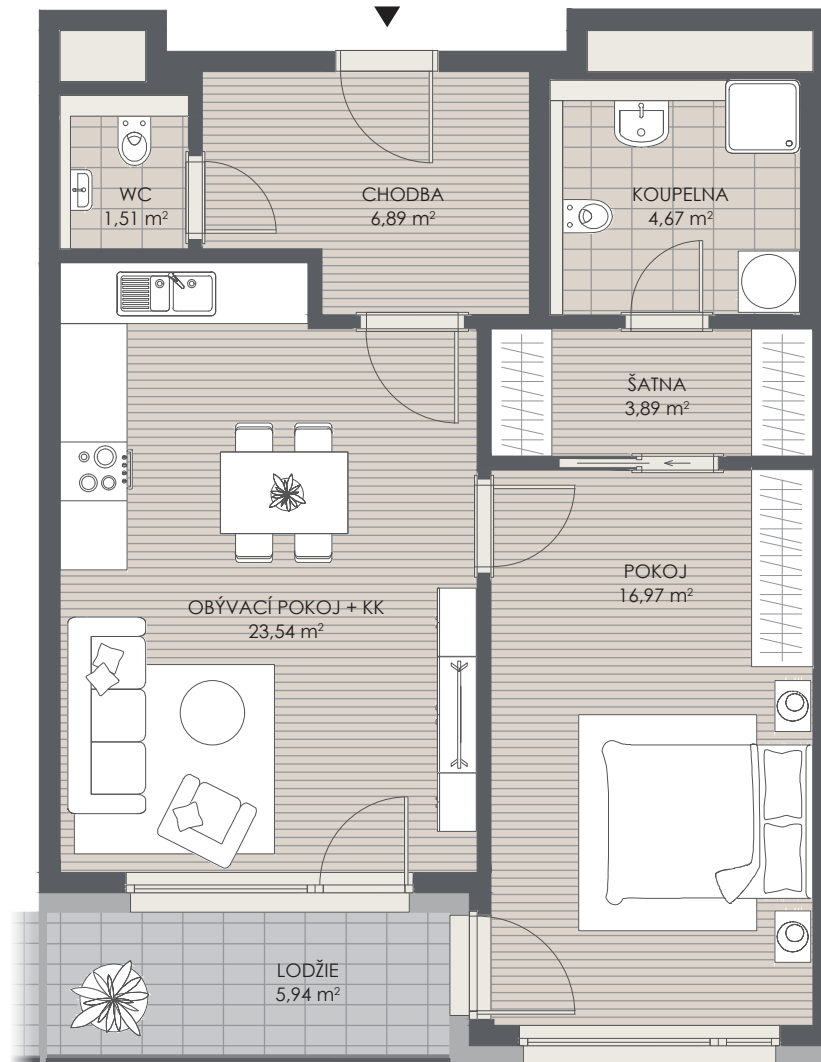 WC
1,51 m²
CHODBA
6,89 m²
KOUPELNA
4,67 m²
ŠATNA
3,89 m²
POKOJ
16,97 m²
OBÝVACÍ POKOJ + KK
23,54 m²
LODŽIE
5,94 m²